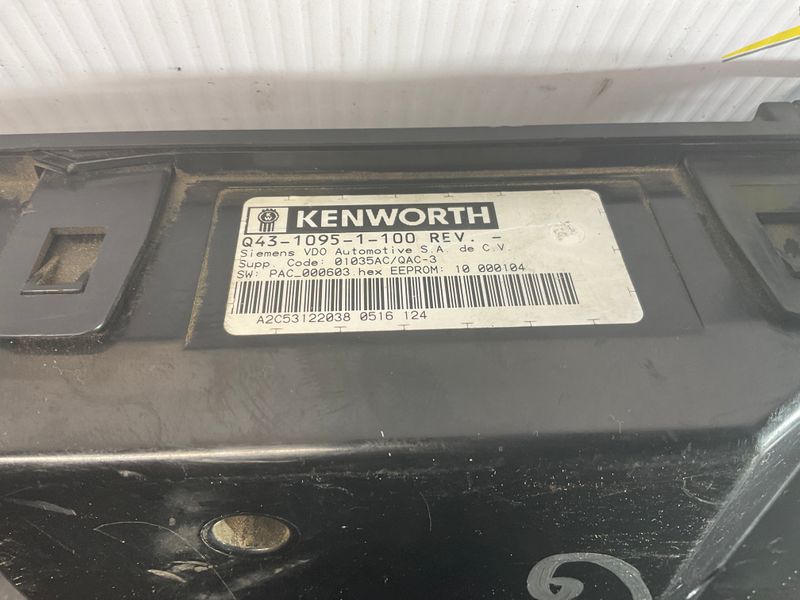 KENWORTH
Q43-1095-1-100 REV. -
Siemens VDO Automotive S.A. de C.V.
Supp. Code: 01035AC/QAC-3
SW: PAC_000603.hex EEPROM: 10 000104
A2C53122038 0516 124